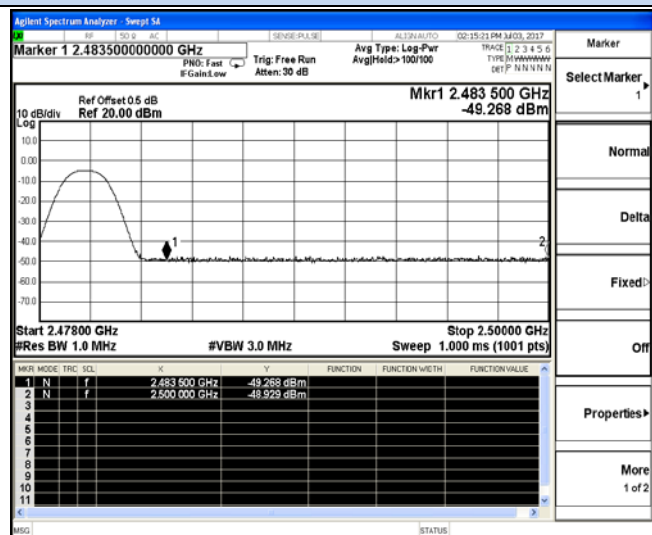 Agilent Spectrum Analyzer - Swept SA
RF 50 Ω AC SENSE:PULSE ALIGN AUTO 02:15:21 PM Jul 03, 2017
Marker 1 2.483500000000 GHz
PNO: Fast
IFGain:Low
Trig: Free Run
Atten: 30 dB
Avg Type: Log-Pwr
Avg|Hold:>100/100
TRACE 1 2 3 4 5 6
TYPE M WWWWW
DET P N N N N N
Marker
Select Marker
1
Normal
Delta
Fixed
Off
Properties
More
1 of 2
Ref Offset 0.5 dB
10 dB/div Ref 20.00 dBm
Log
Mkr1 2.483 500 GHz
-49.268 dBm
10.0
0.00
-10.0
-20.0
-30.0
-40.0
-50.0
-60.0
-70.0
1
2
Start 2.47800 GHz Stop 2.50000 GHz
#Res BW 1.0 MHz #VBW 3.0 MHz Sweep 1.000 ms (1001 pts)
MKR MODE TRC SCL X Y FUNCTION FUNCTION WIDTH FUNCTION VALUE
1 N f 2.483 500 GHz -49.268 dBm
2 N f 2.500 000 GHz -48.929 dBm
3
4
5
6
7
8
9
10
11
MSG STATUS